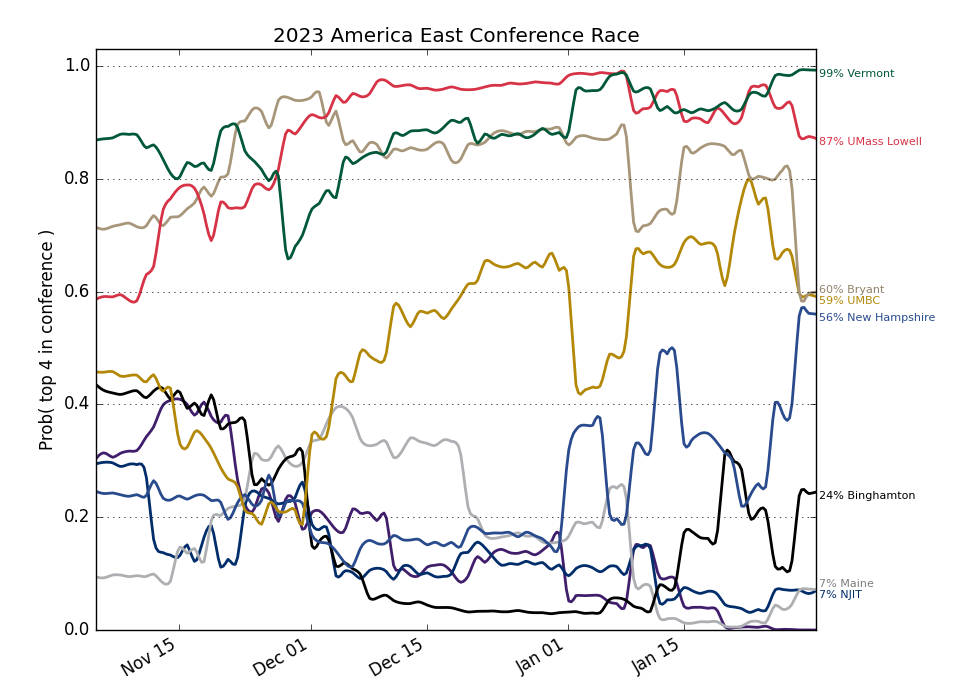 2023 America East Conference Race
Prob( top 4 in conference )
1.0
0.8
0.6
0.4
0.2
0.0
Nov 15
Dec 01
Dec 15
Jan 01
Jan 15
99% Vermont
87% UMass Lowell
60% Bryant
59% UMBC
56% New Hampshire
24% Binghamton
7% Maine
7% NJIT